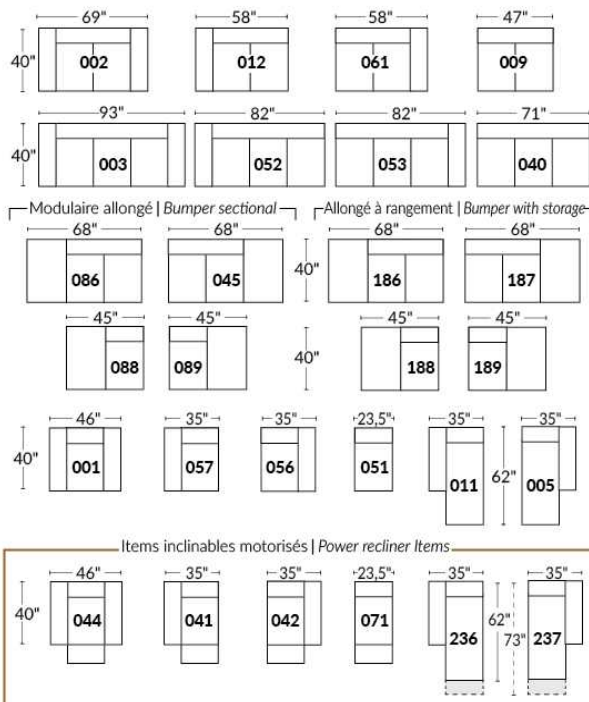 69" 58" 58" 47"
40" 002 012 061 009
93" 82" 82" 71"
40" 003 052 053 040
Modulaire allongé | Bumper sectional Allongé à rangement | Bumper with storage
68" 68" 68" 68"
40"
086 045 186 187
45" 45" 45" 45"
40"
088 089 188 189
46" 35" 35" 23,5" 35" 35"
40" 001 057 056 051
011 62" 005
Items inclinables motorisés | Power recliner Items
46" 35" 35" 23,5" 35" 35"
40" 044 041 042 071 62"
236 73" 237